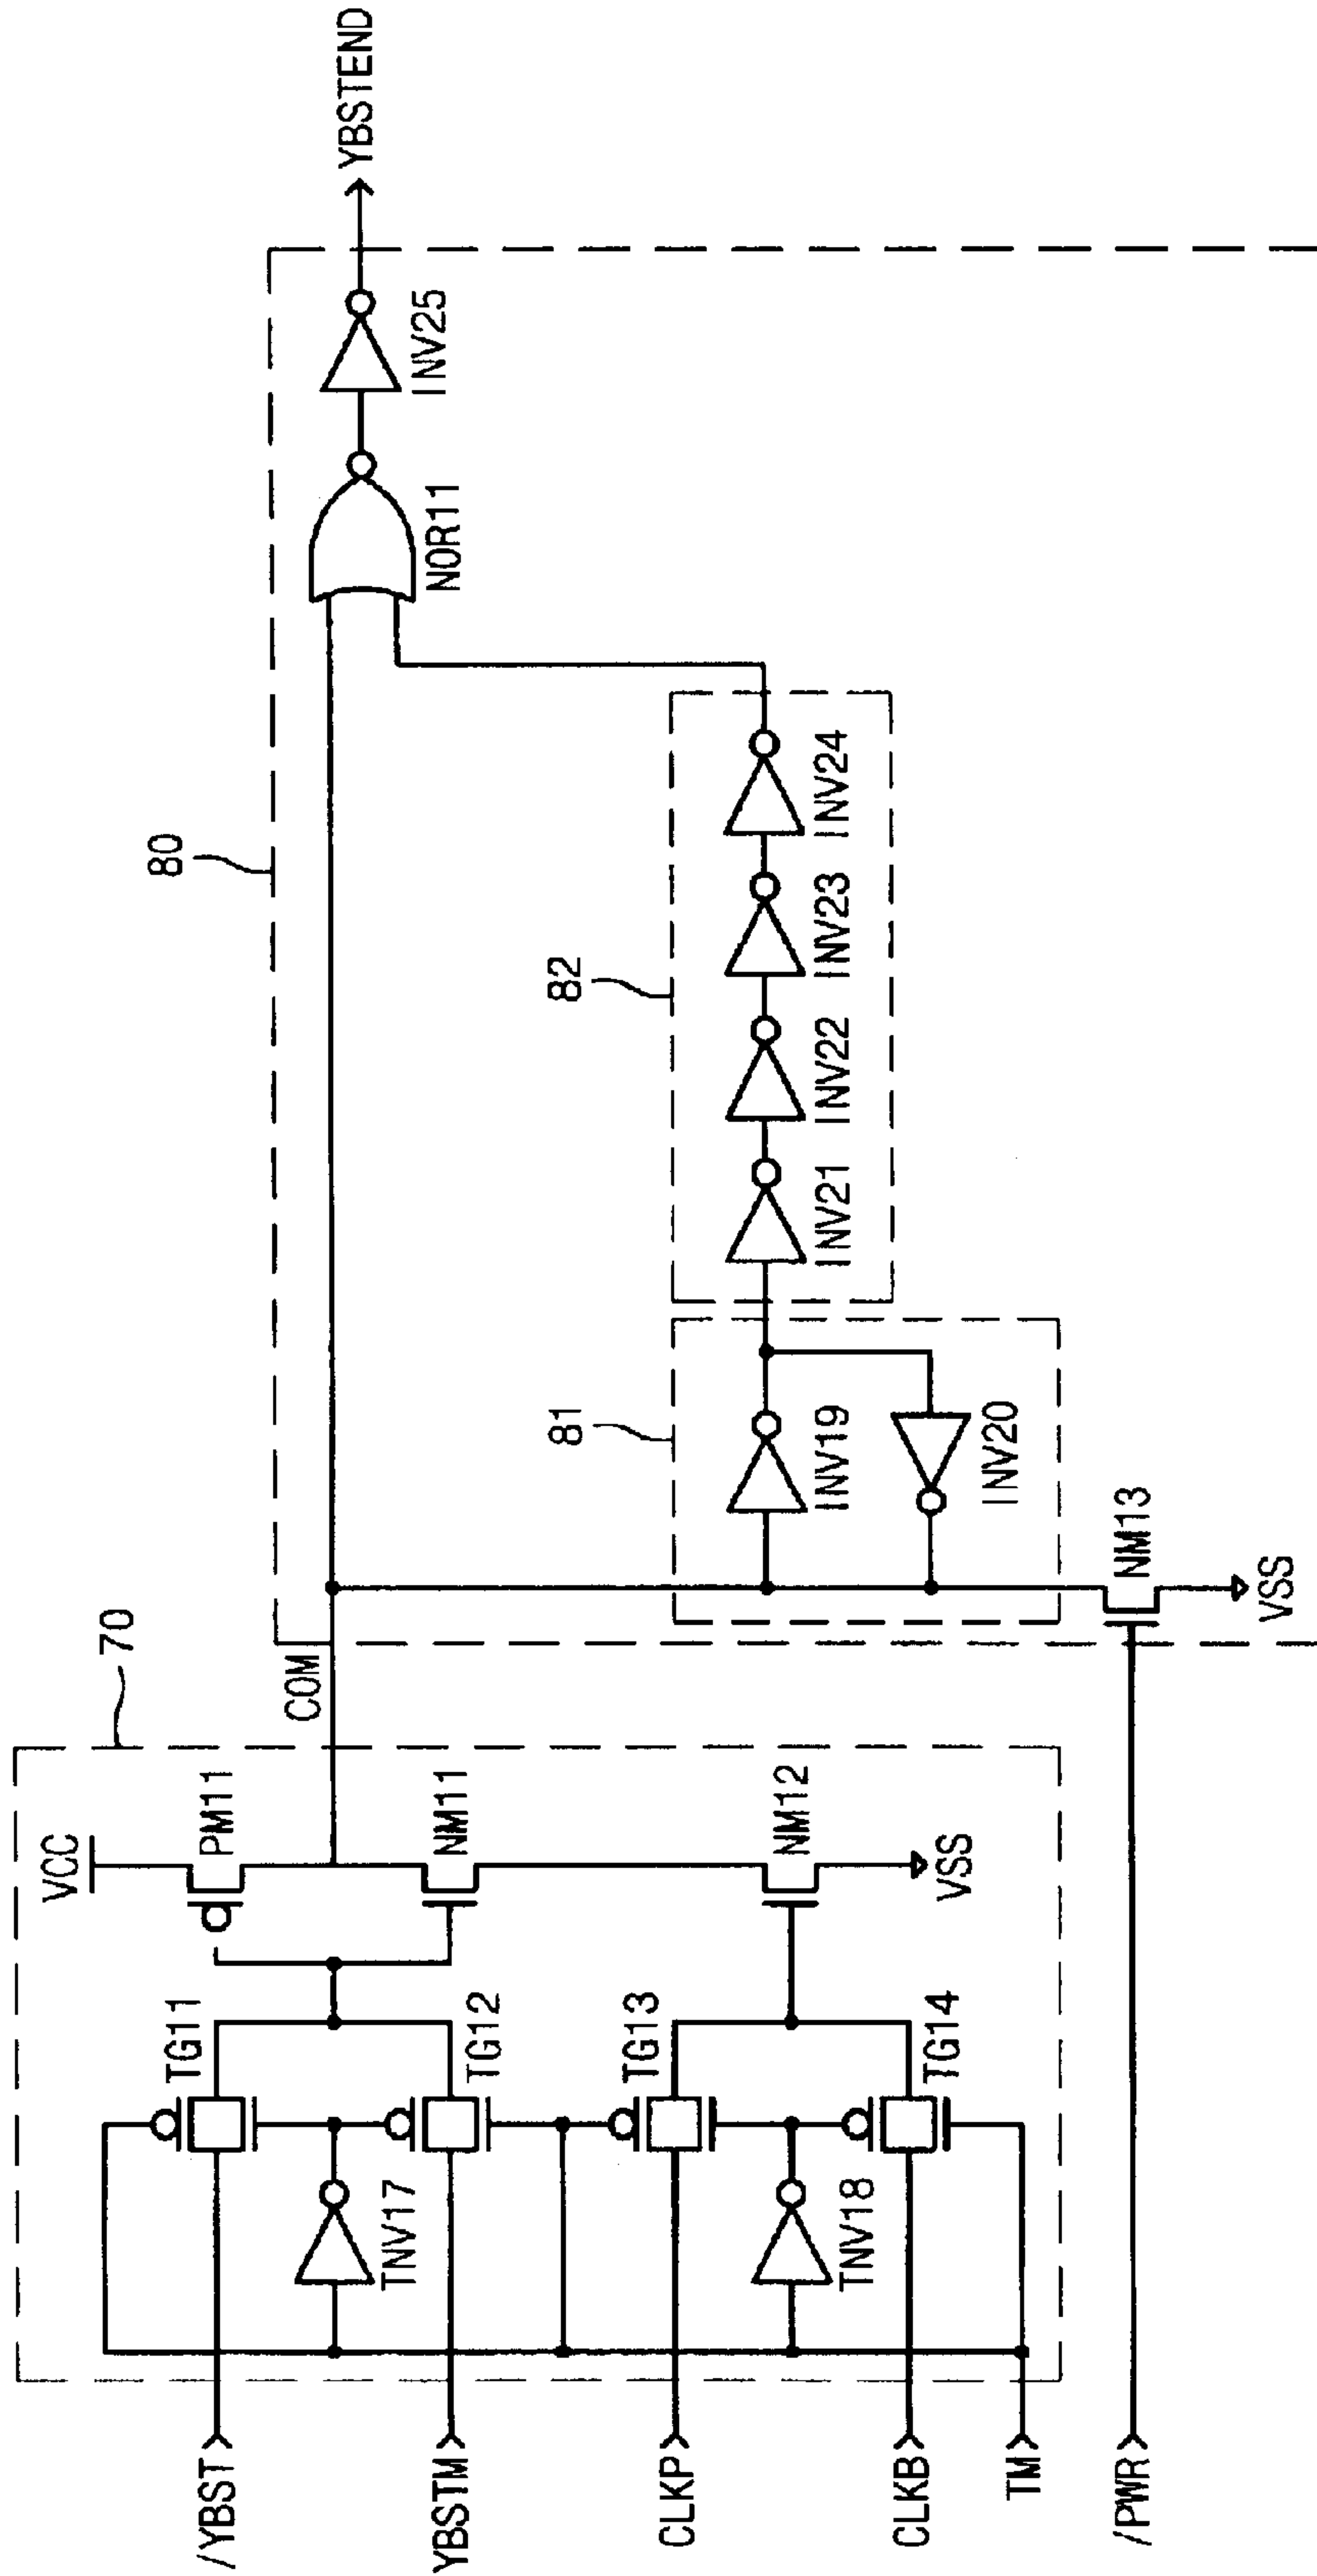 /YBST
YBSTM
CLKP
CLKB
TM
/PWR
70
VCC
TG11
PM11
TNV17
TG12
NM11
TG13
TNV18
TG14
NM12
VSS
COM
80
81
INV19
INV20
NM13
VSS
82
INV21
INV22
INV23
INV24
NOR11
INV25
YBSTEND